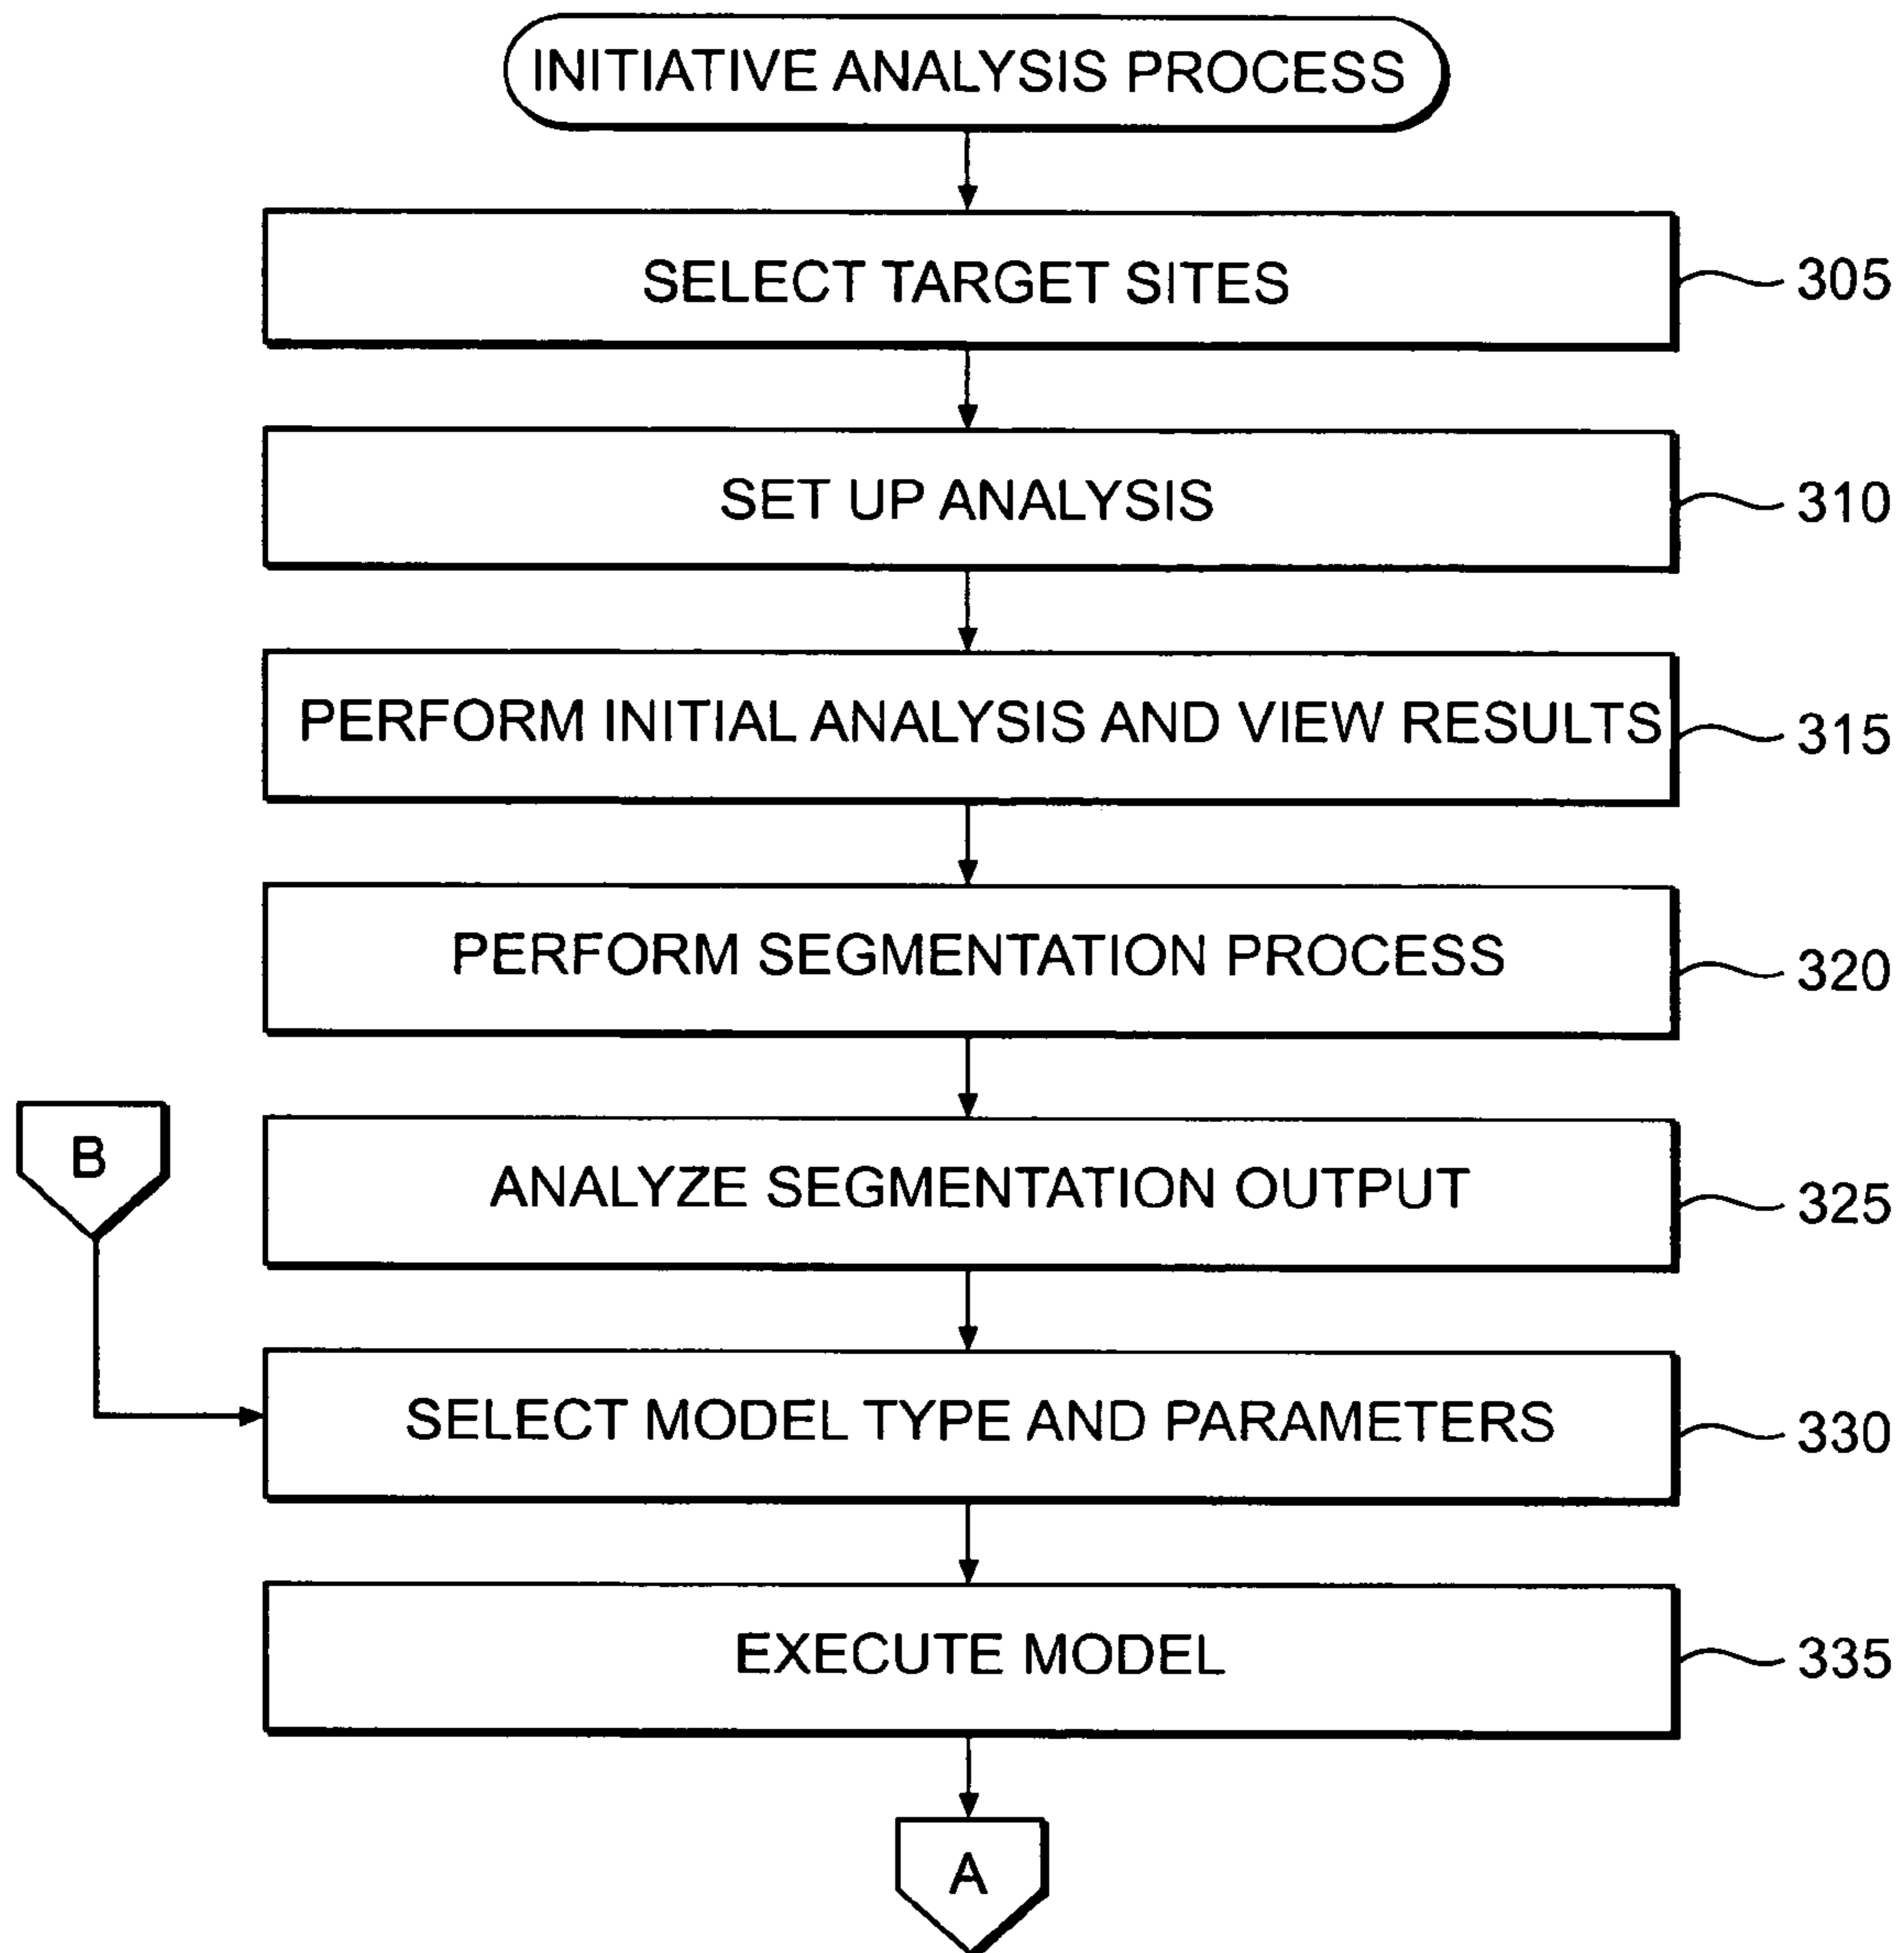 INITIATIVE ANALYSIS PROCESS
SELECT TARGET SITES
305
SET UP ANALYSIS
310
PERFORM INITIAL ANALYSIS AND VIEW RESULTS
315
PERFORM SEGMENTATION PROCESS
320
B
ANALYZE SEGMENTATION OUTPUT
325
SELECT MODEL TYPE AND PARAMETERS
330
EXECUTE MODEL
335
A